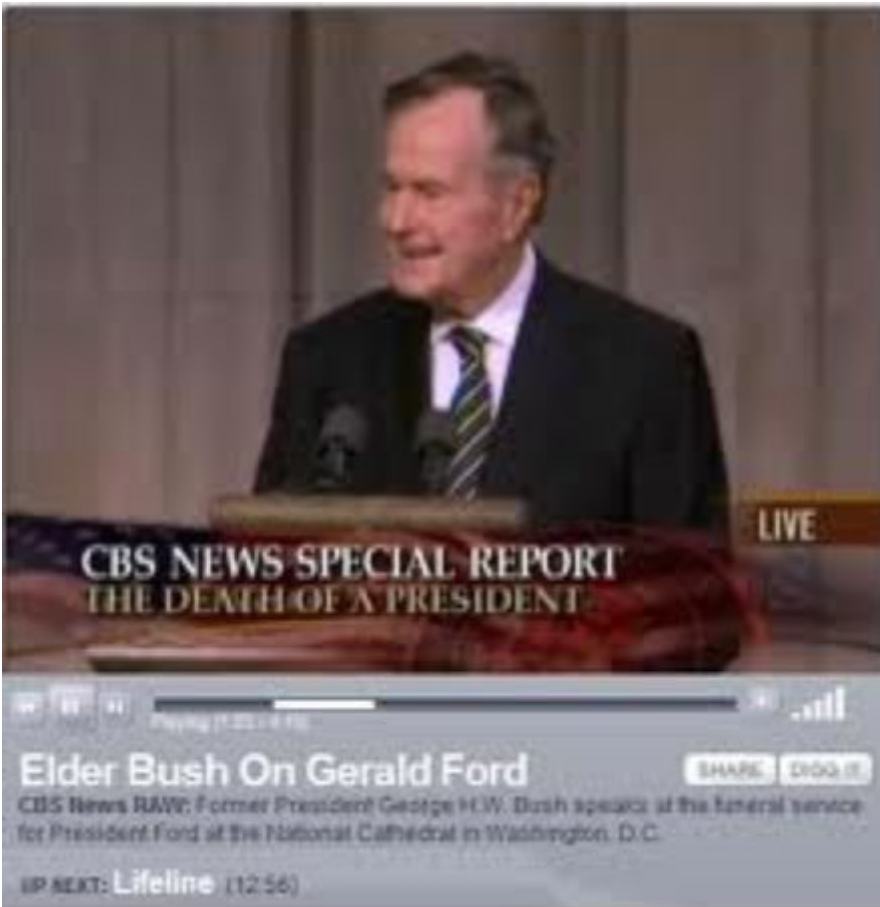 LIVE
CBS NEWS SPECIAL REPORT
THE DEATH OF A PRESIDENT
Playing
Elder Bush On Gerald Ford
SHARE DIGG IT
CBS News RAW: Former President George H.W. Bush speaks at the funeral service
for President Ford at the National Cathedral in Washington, D.C.
UP NEXT: Lifeline (12:56)